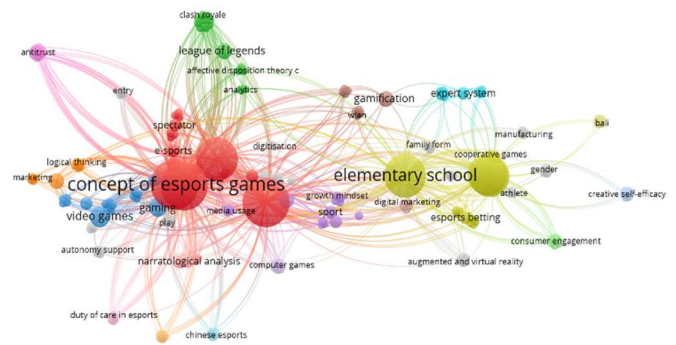 clash royale
antitrust
league of legends
affective disposition theory c
entry
analytics
gamification
expert system
wlan
spectator
bali
manufacturing
digitisation
family form
e-sports
cooperative games
logical thinking
gender
marketing
concept of esports games
elementary school
growth mindset
athlete
creative self-efficacy
digital marketing
gaming
media usage
sport
video games
esports betting
play
consumer engagement
autonomy support
narratological analysis
computer games
augmented and virtual reality
duty of care in esports
chinese esports